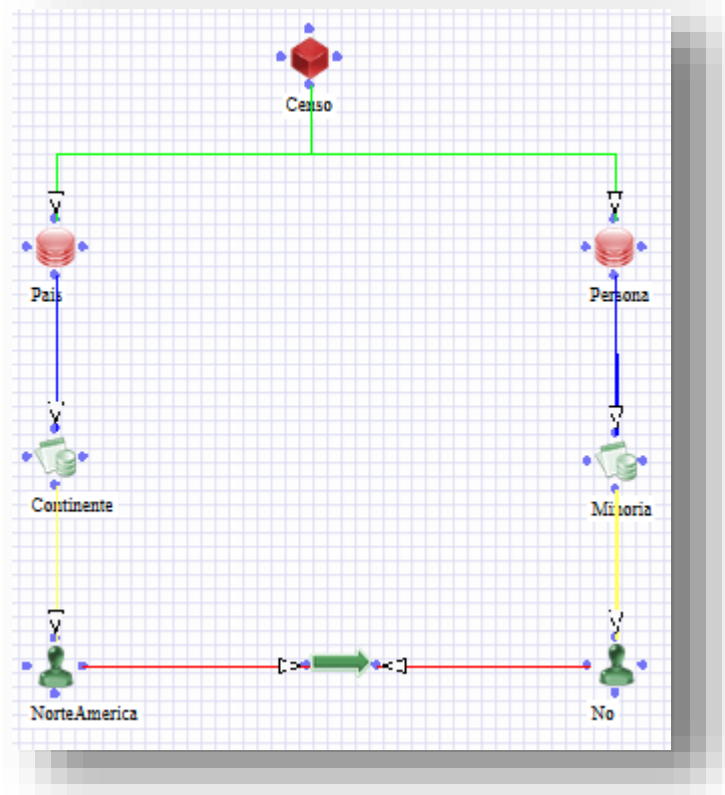 Censo
Pais
Persona
Continente
Minoria
NorteAmerica
No